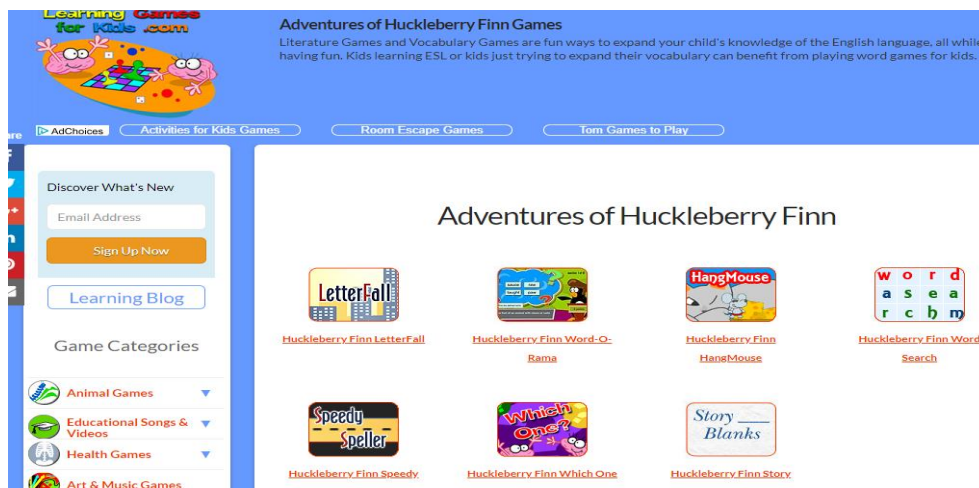 Learning Games
for Kids .com
Adventures of Huckleberry Finn Games
Literature Games and Vocabulary Games are fun ways to expand your child's knowledge of the English language, all while
having fun. Kids learning ESL or kids just trying to expand their vocabulary can benefit from playing word games for kids.
are
AdChoices
Activities for Kids Games
Room Escape Games
Tom Games to Play
Discover What's New
Email Address
Sign Up Now
Learning Blog
Game Categories
Animal Games
Educational Songs &
Videos
Health Games
Art & Music Games
Adventures of Huckleberry Finn
LetterFall
Huckleberry Finn LetterFall
Huckleberry Finn Word-O-
Rama
HangMouse
Huckleberry Finn
HangMouse
w o r d
a s e a
r c h m
Huckleberry Finn Word
Search
Speedy
Speller
Huckleberry Finn Speedy
Which
One?
Huckleberry Finn Which One
Story ___
Blanks
Huckleberry Finn Story